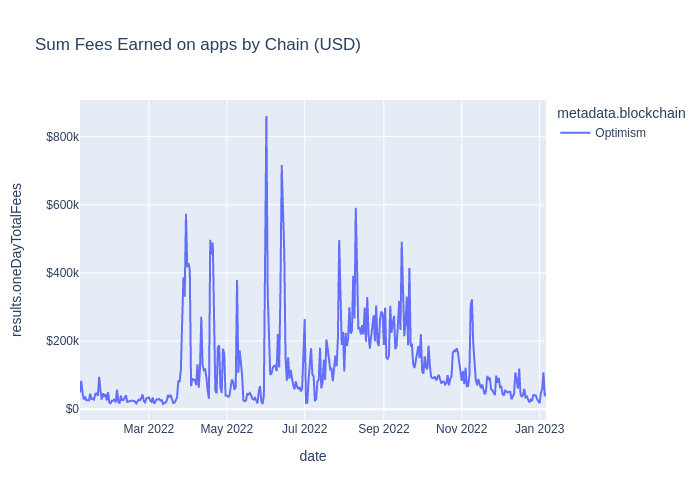 Sum Fees Earned on apps by Chain (USD)
metadata.blockchain
Optimism
$800k
$600k
$400k
$200k
$0
results.oneDayTotalFees
Mar 2022
May 2022
Jul 2022
Sep 2022
Nov 2022
Jan 2023
date